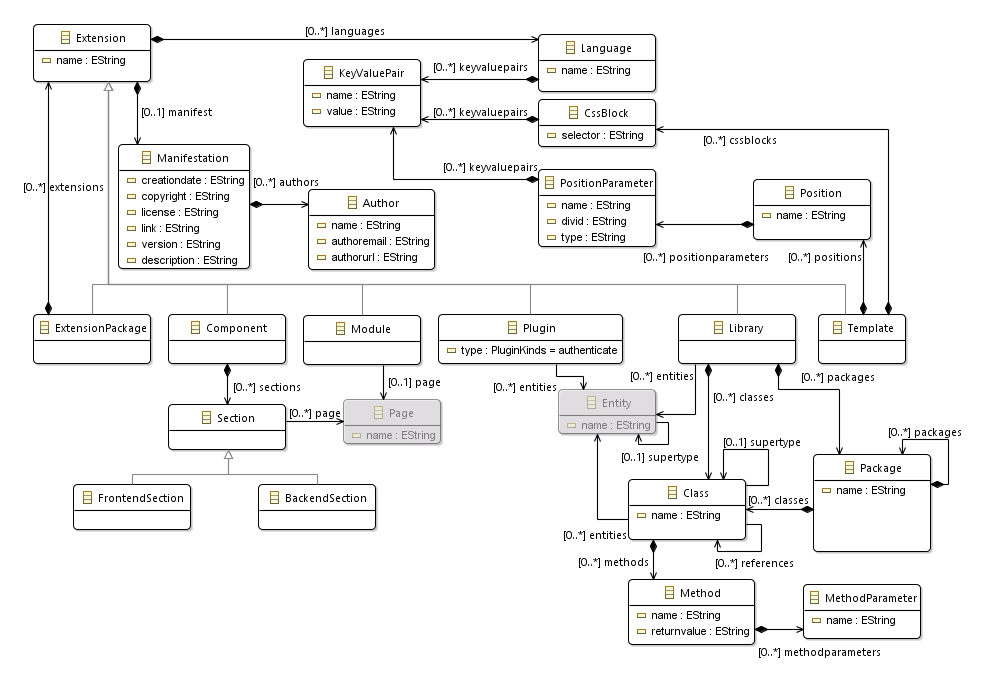 Extension
name : EString
[0..*] languages
Language
name : EString
[0..*] keyvaluepairs
KeyValuePair
name : EString
value : EString
[0..*] keyvaluepairs
CssBlock
selector : EString
[0..*] cssblocks
[0..1] manifest
Manifestation
creationdate : EString
copyright : EString
license : EString
link : EString
version : EString
description : EString
[0..*] extensions
[0..*] authors
Author
name : EString
authoremail : EString
authorurl : EString
[0..*] keyvaluepairs
PositionParameter
name : EString
divid : EString
type : EString
Position
name : EString
[0..*] positionparameters
[0..*] positions
ExtensionPackage
Component
Module
Plugin
type : PluginKinds = authenticate
Library
Template
[0..*] sections
[0..1] page
[0..*] entities
[0..*] entities
[0..*] packages
[0..*] classes
Section
[0..*] page
Page
name : EString
Entity
name : EString
[0..1] supertype
[0..1] supertype
[0..*] packages
Package
name : EString
FrontendSection
BackendSection
Class
name : EString
[0..*] classes
[0..*] entities
[0..*] references
[0..*] methods
Method
name : EString
returnvalue : EString
MethodParameter
name : EString
[0..*] methodparameters